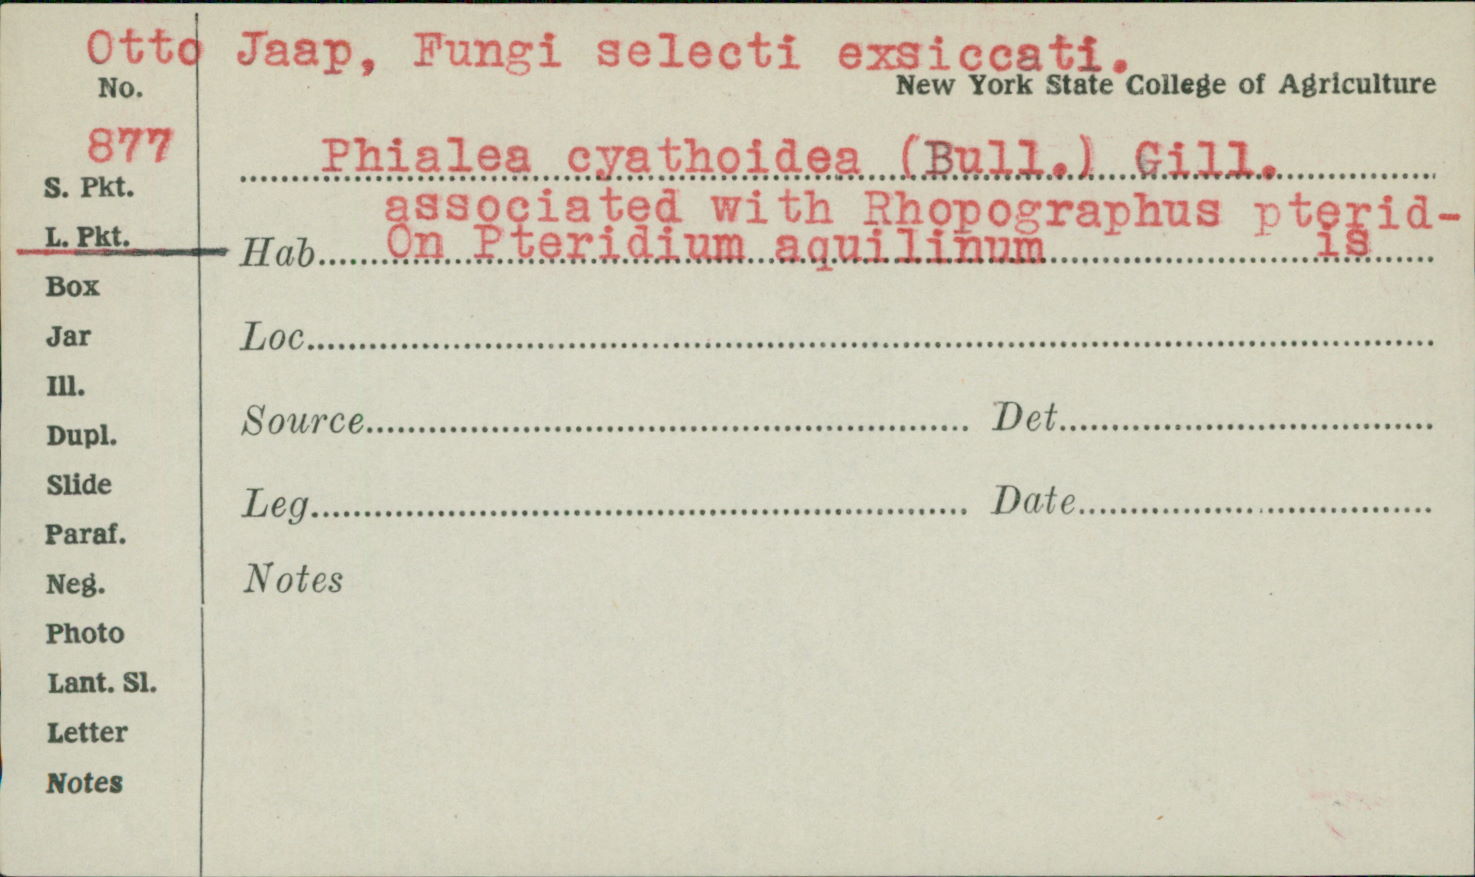 Otto Jaap, Fungi selecti exsiccati.
No.
New York State College of Agriculture
877
Phialea cyathoidea (Bull.) Gill.
S. Pkt.
associated with Rhopographus pterid-
is
L. Pkt.
Hab. On Pteridium aquilinum
Box
Jar
Loc.
Ill.
Dupl.
Source Det.
Slide
Leg. Date
Paraf.
Neg.
Notes
Photo
Lant. Sl.
Letter
Notes